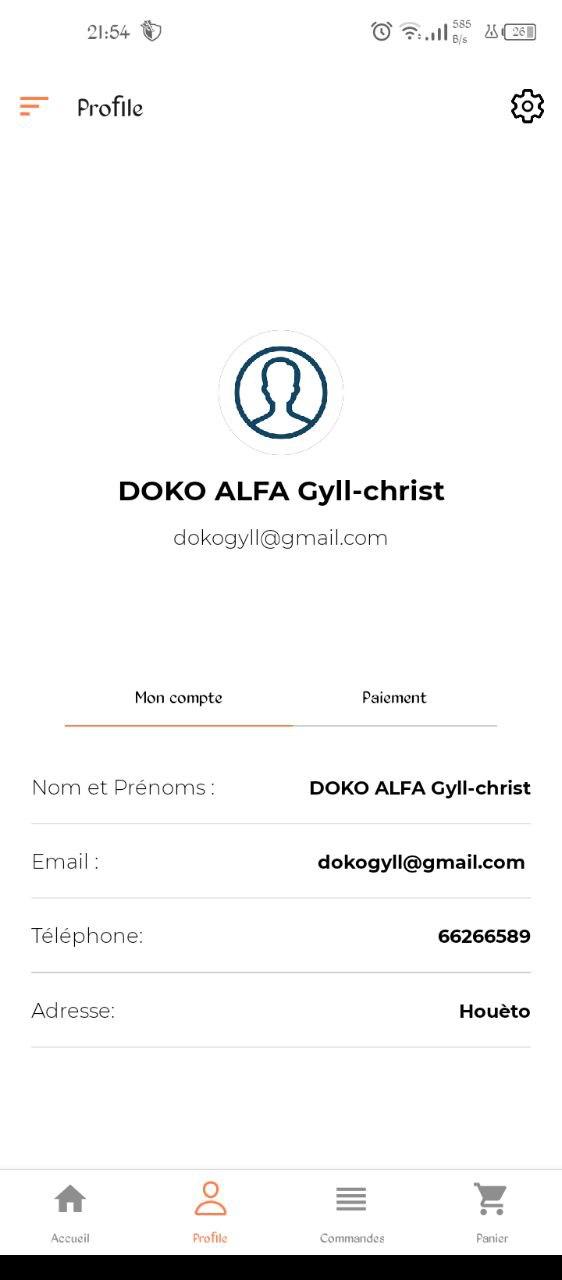 21:54
585
B/s
26
Profile
DOKO ALFA Gyll-christ
dokogyll@gmail.com
Mon compte
Paiement
Nom et Prénoms :
DOKO ALFA Gyll-christ
Email :
dokogyll@gmail.com
Téléphone:
66266589
Adresse:
Houèto
Accueil
Profile
Commandes
Panier